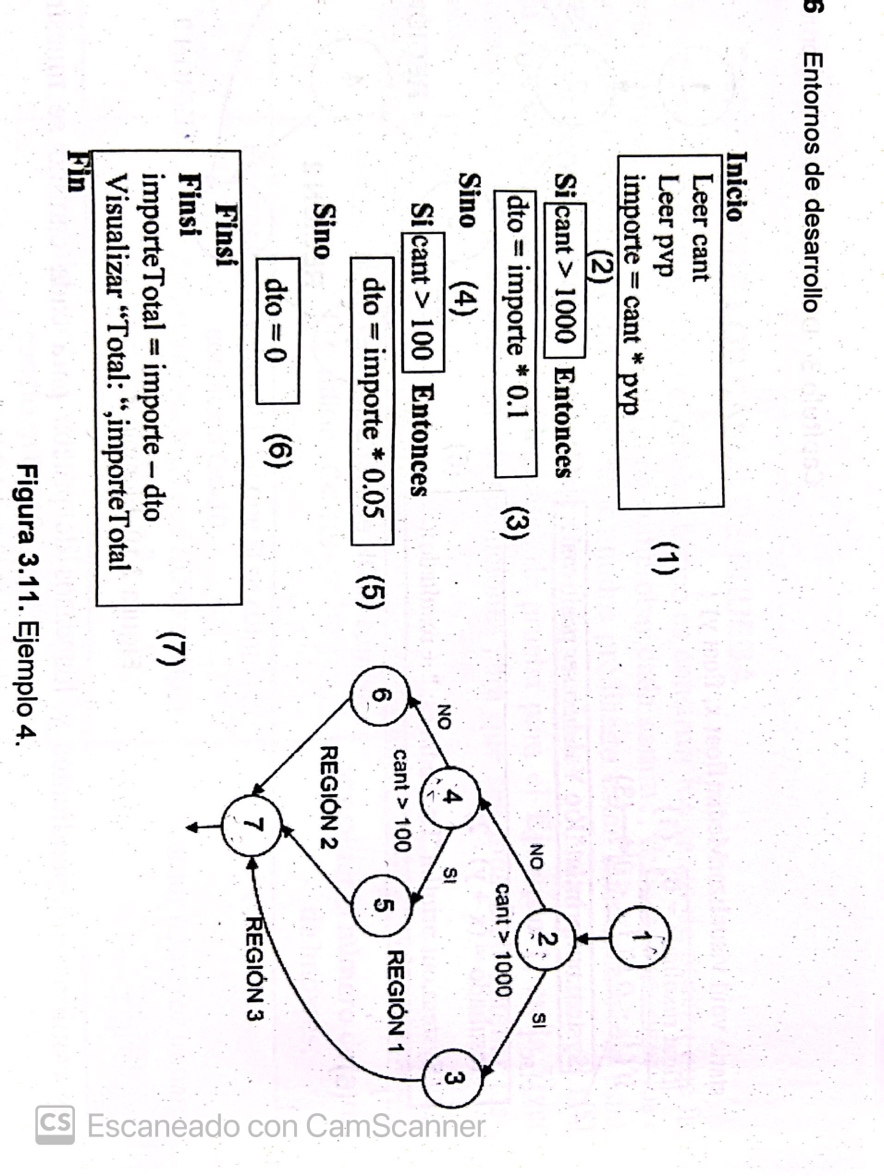 6 Entornos de desarrollo
Inicio
Leer cant
Leer pvp
importe = cant * pvp
(1)
(2)
Si cant > 1000 Entonces
dto = importe * 0.1
(3)
Sino (4)
Si cant > 100 Entonces
dto = importe * 0.05
(5)
Sino
dto = 0
(6)
Finsi
Finsi
importeTotal = importe – dto
Visualizar “Total: “,importeTotal
(7)
Fin
1
2
SI
NO
cant > 1000
3
4
NO
SI
cant > 100
6
5
REGIÓN 1
REGIÓN 2
7
REGIÓN 3
Figura 3.11. Ejemplo 4.
CS Escaneado con CamScanner